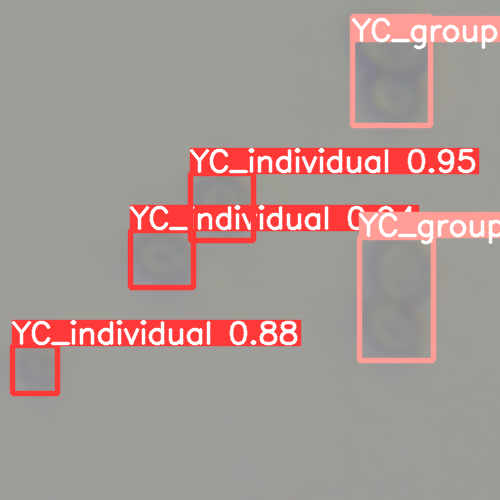 YC_group
YC_individual 0.95
YC_individual
YC_group
YC_individual 0.88